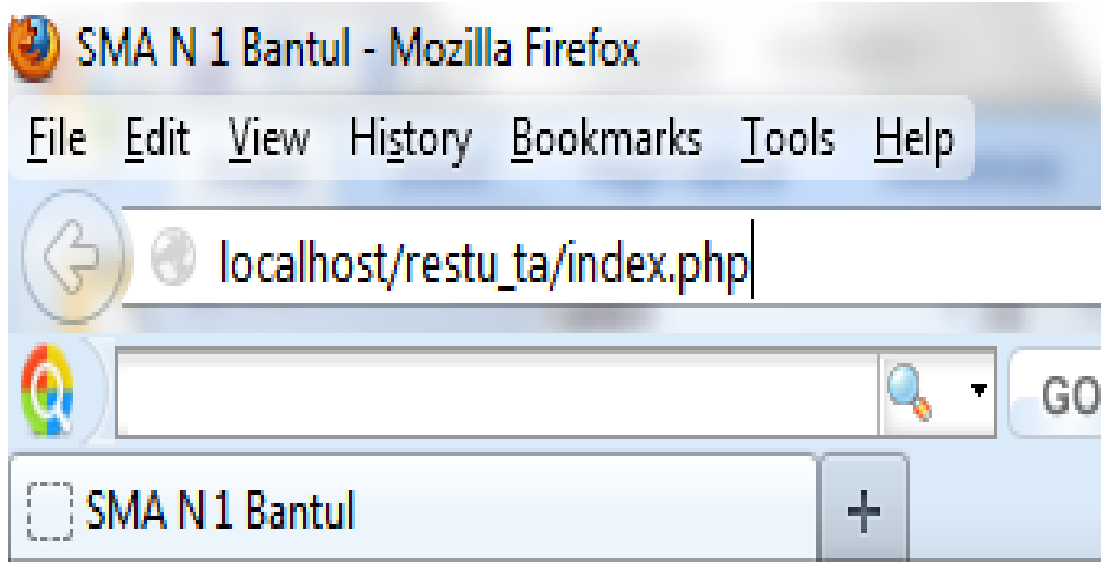 SMA N 1 Bantul - Mozilla Firefox
File Edit View History Bookmarks Tools Help
localhost/restu_ta/index.php
GO
SMA N 1 Bantul +